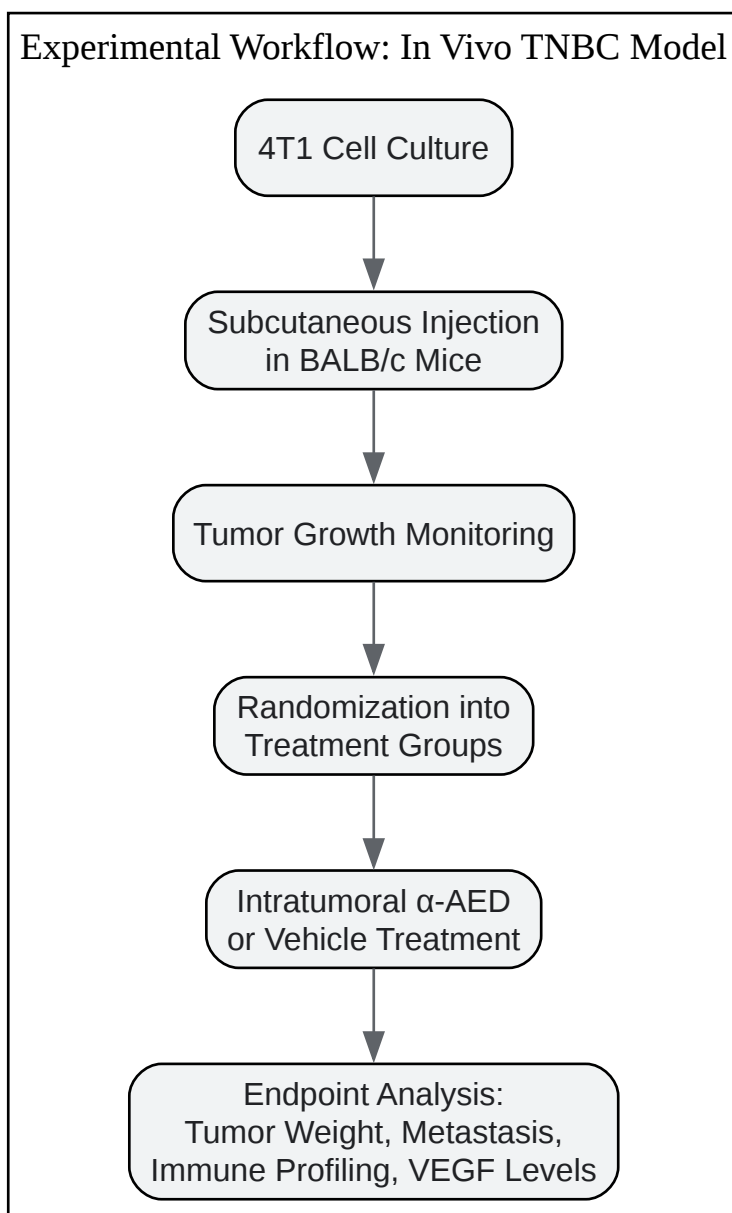 Experimental Workflow: In Vivo TNBC Model
4T1 Cell Culture
Subcutaneous Injection
in BALB/c Mice
Tumor Growth Monitoring
Randomization into
Treatment Groups
Intratumoral α-AED
or Vehicle Treatment
Endpoint Analysis:
Tumor Weight, Metastasis,
Immune Profiling, VEGF Levels